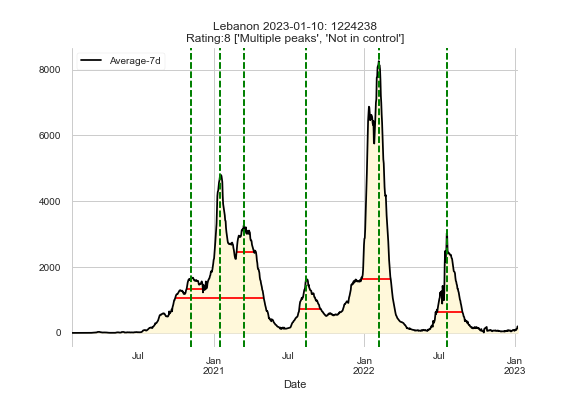 Lebanon 2023-01-10: 1224238
Rating:8 ['Multiple peaks', 'Not in control']
Average-7d
8000
6000
4000
2000
0
Jul
Jan
2021
Jul
Jan
2022
Jul
Jan
2023
Date